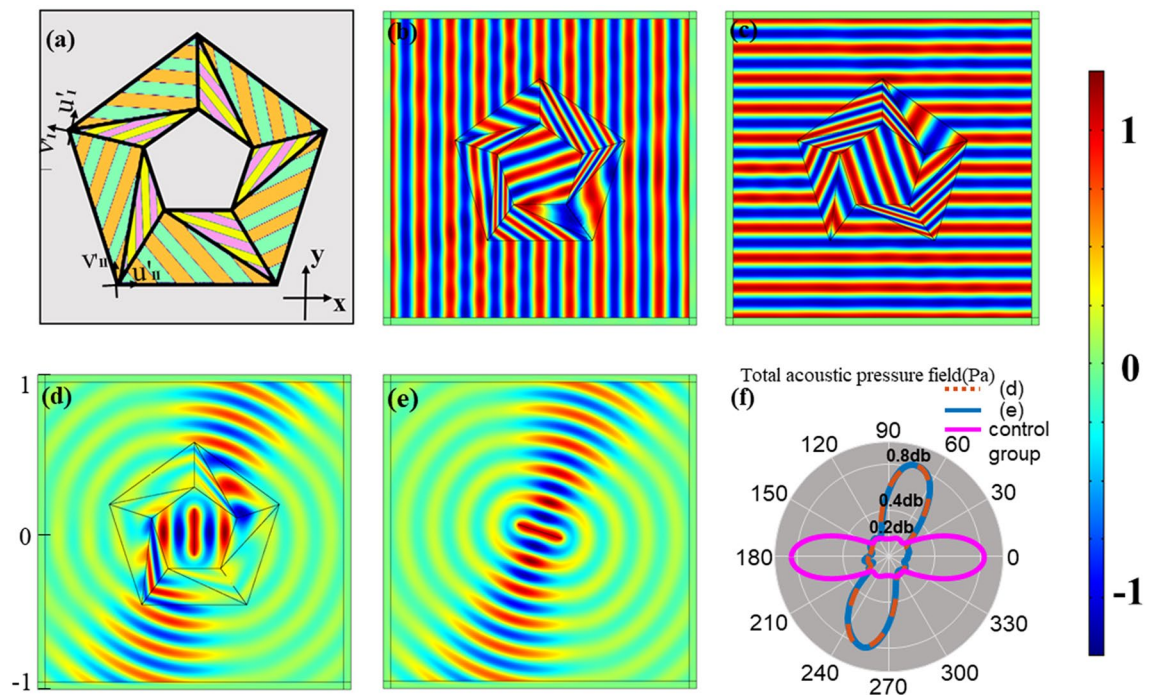 (a)
u'I
v'I
v'II
u'II
y
x
(b)
(c)
1
0
-1
(d)
1
0
-1
(e)
(f)
Total acoustic pressure field(Pa)
(d)
(e)
control
group
90
120
60
0.8db
150
30
0.4db
0.2db
180
0
210
330
240
300
270